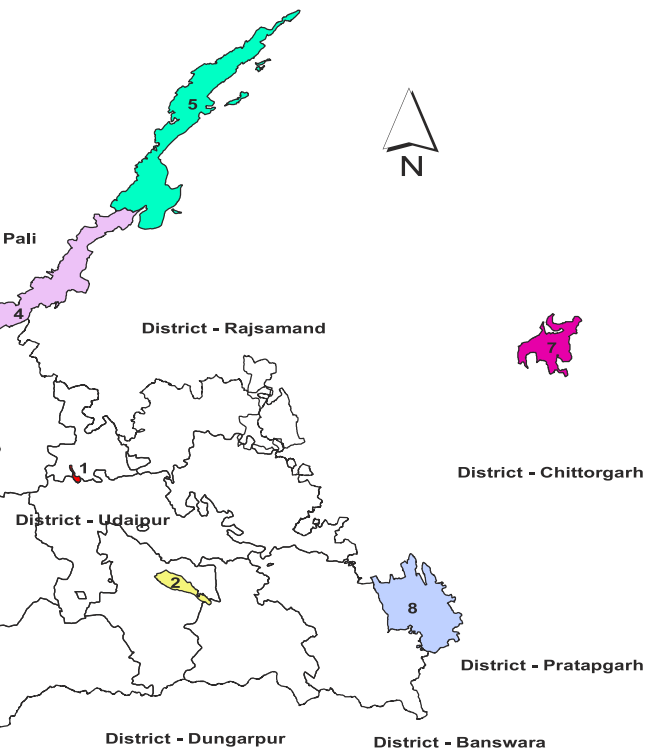 5
N
Pali
4
District - Rajsamand
7
1
District - Chittorgarh
District - Udaipur
2
8
District - Pratapgarh
District - Dungarpur
District - Banswara